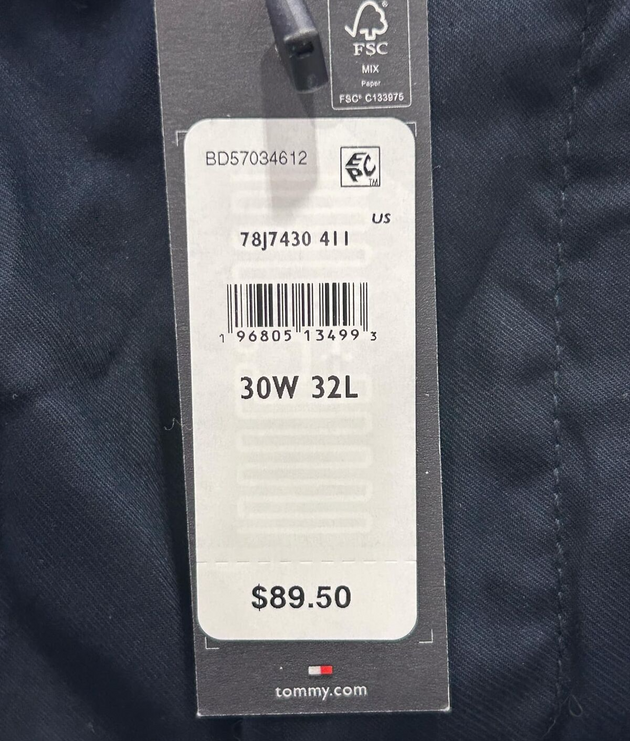 FSC
MIX
Paper
FSC® C133975
BD57034612
EPC
TM
US
78J7430 411
1 96805 13499 3
30W 32L
$89.50
tommy.com